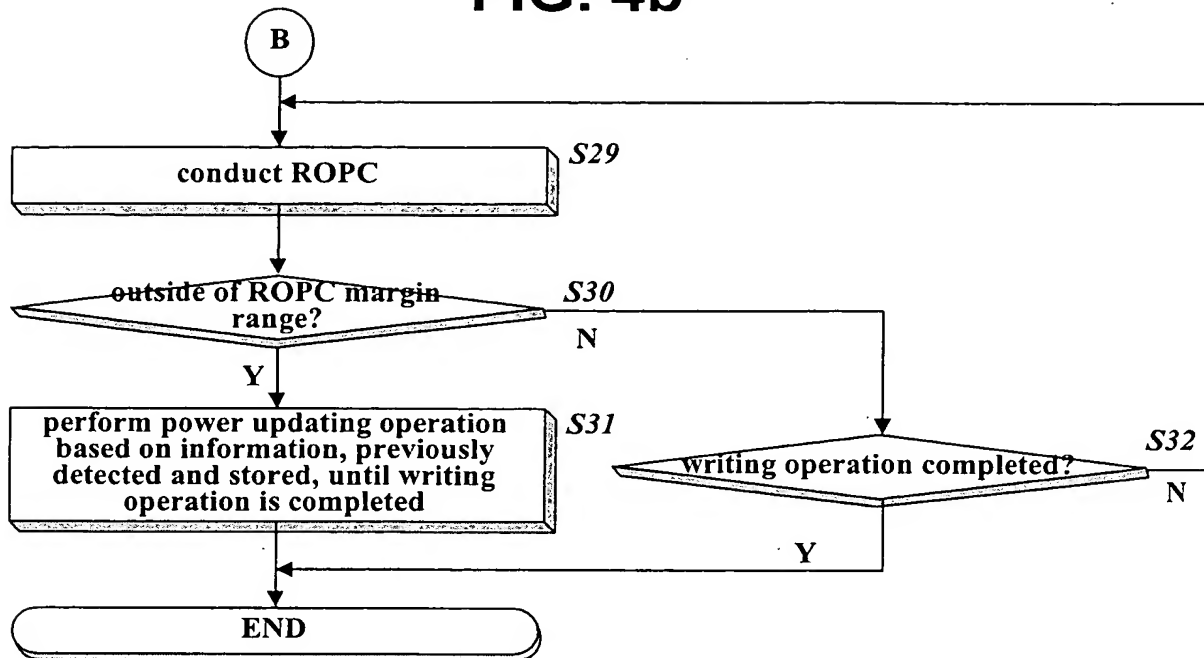 FIG. 4b
B
conduct ROPC
S29
outside of ROPC margin
range?
S30
N
Y
perform power updating operation
based on information, previously
detected and stored, until writing
operation is completed
S31
writing operation completed?
S32
N
Y
END